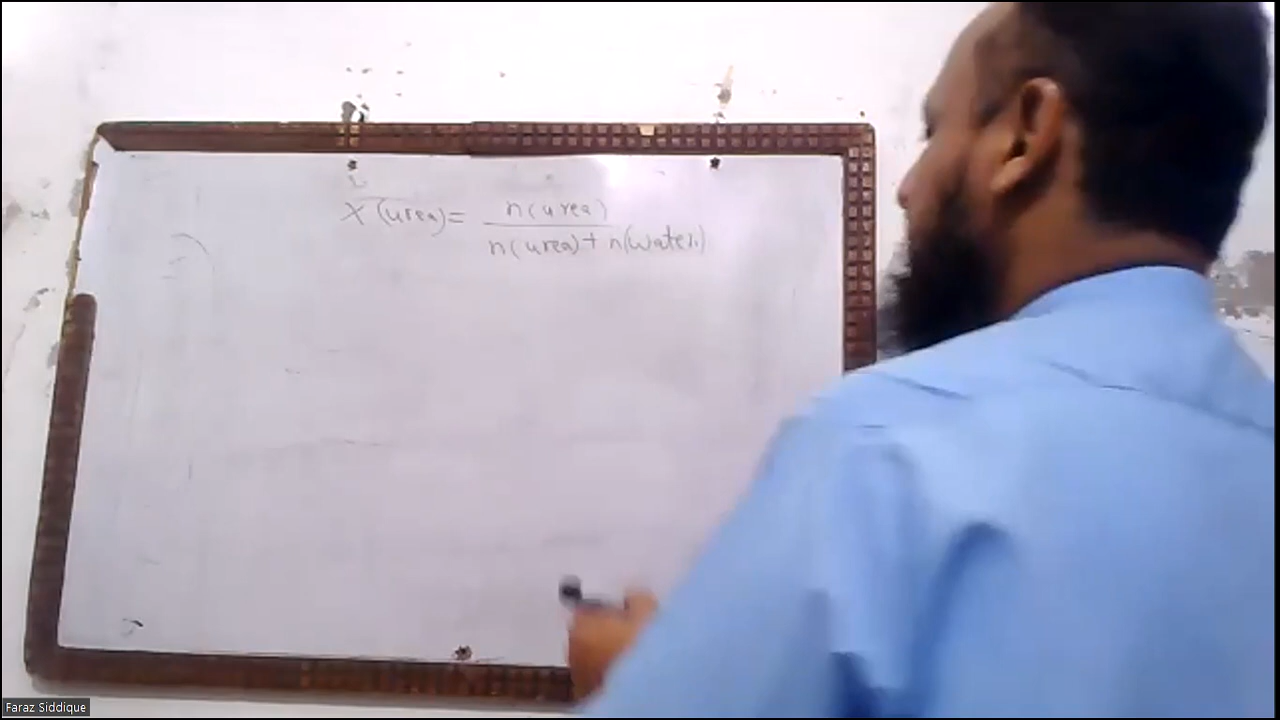 X (urea) = n(urea)
n(urea) + n(water)
Faraz Siddique